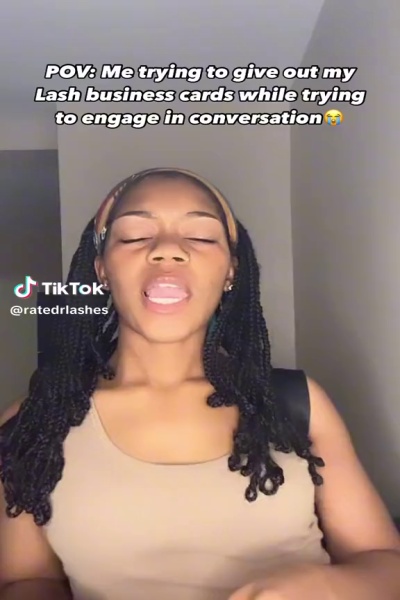 POV: Me trying to give out my
Lash business cards while trying
to engage in conversation😭
TikTok
@ratedrlashes